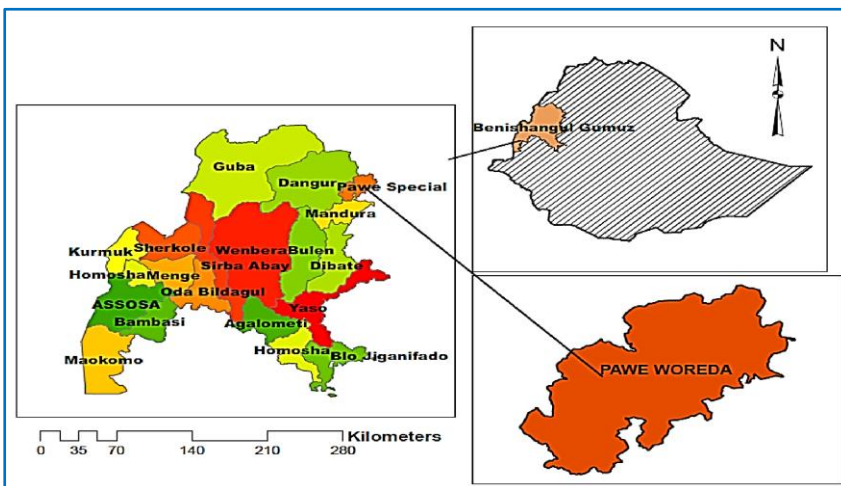 Guba
Dangur
Pawe Special
Mandura
Kurmuk
Sherkole
Wenbera
Bulen
Homosha
Menge
Sirba Abay
Dibate
Oda Bildagul
ASSOSA
Yaso
Bambasi
Agalometi
Homosha
Blo Jiganifado
Maokomo
Kilometers
0 35 70 140 210 280
N
Benishangul Gumuz
PAWE WOREDA